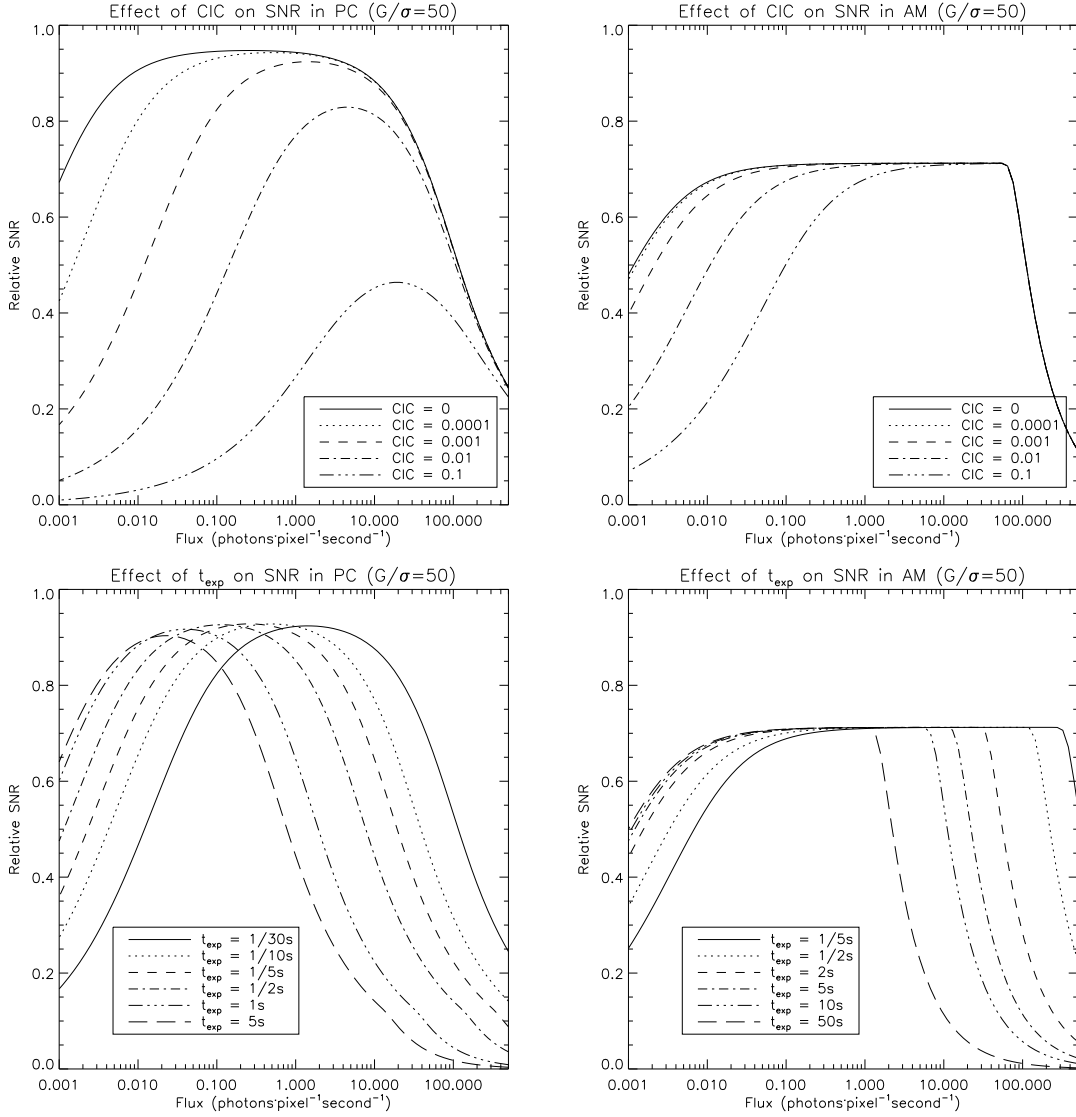 Effect of CIC on SNR in PC (G/σ=50)
1.0
0.8
0.6
0.4
0.2
0.0
Relative SNR
CIC = 0
CIC = 0.0001
CIC = 0.001
CIC = 0.01
CIC = 0.1
0.001 0.010 0.100 1.000 10.000 100.000
Flux (photons·pixel⁻¹second⁻¹)
Effect of CIC on SNR in AM (G/σ=50)
1.0
0.8
0.6
0.4
0.2
0.0
Relative SNR
CIC = 0
CIC = 0.0001
CIC = 0.001
CIC = 0.01
CIC = 0.1
0.001 0.010 0.100 1.000 10.000 100.000
Flux (photons·pixel⁻¹second⁻¹)
Effect of t_exp on SNR in PC (G/σ=50)
1.0
0.8
0.6
0.4
0.2
0.0
Relative SNR
t_exp = 1/30s
t_exp = 1/10s
t_exp = 1/5s
t_exp = 1/2s
t_exp = 1s
t_exp = 5s
0.001 0.010 0.100 1.000 10.000 100.000
Flux (photons·pixel⁻¹second⁻¹)
Effect of t_exp on SNR in AM (G/σ=50)
1.0
0.8
0.6
0.4
0.2
0.0
Relative SNR
t_exp = 1/5s
t_exp = 1/2s
t_exp = 2s
t_exp = 5s
t_exp = 10s
t_exp = 50s
0.001 0.010 0.100 1.000 10.000 100.000
Flux (photons·pixel⁻¹second⁻¹)